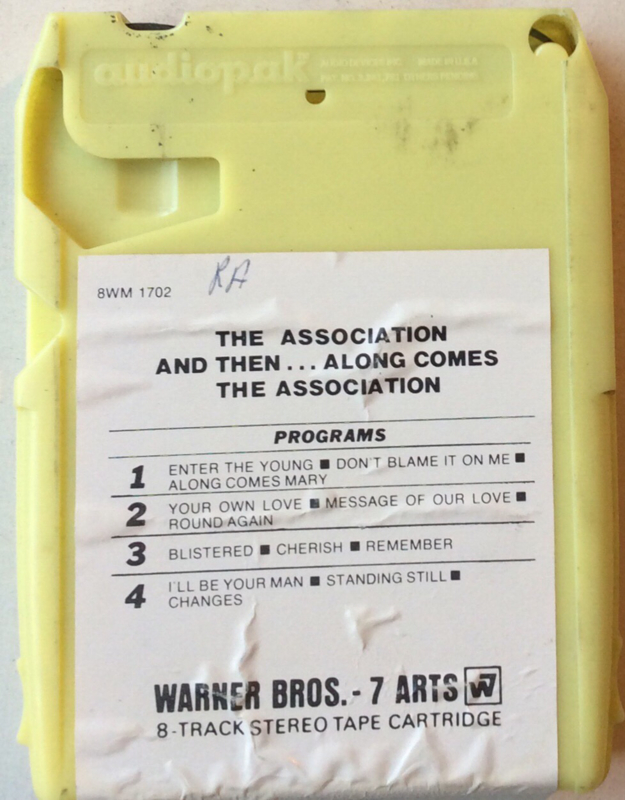 audiopak
8WM 1702
RA
THE ASSOCIATION
AND THEN... ALONG COMES
THE ASSOCIATION
PROGRAMS
1 ENTER THE YOUNG ■ DON'T BLAME IT ON ME ■
ALONG COMES MARY
2 YOUR OWN LOVE ■ MESSAGE OF OUR LOVE ■
ROUND AGAIN
3 BLISTERED ■ CHERISH ■ REMEMBER
4 I'LL BE YOUR MAN ■ STANDING STILL ■
CHANGES
WARNER BROS.- 7 ARTS W7
8-TRACK STEREO TAPE CARTRIDGE